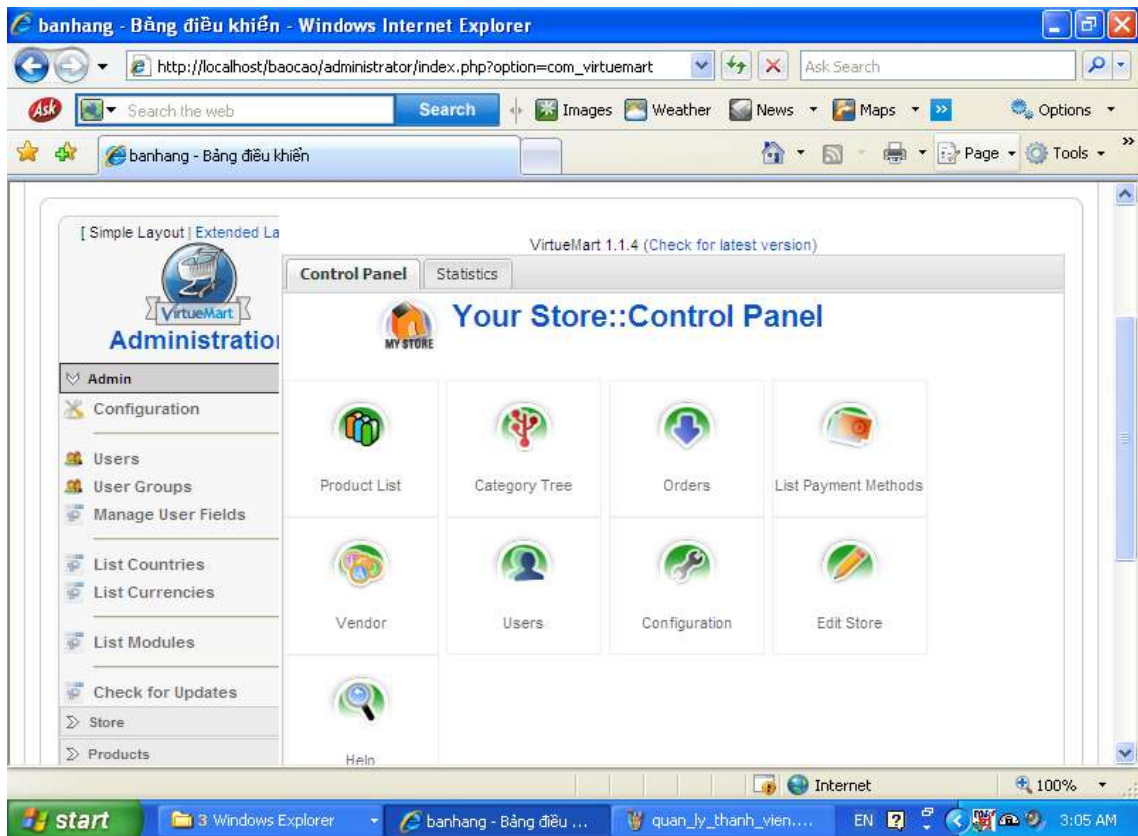 banhang - Bảng điều khiển - Windows Internet Explorer
http://localhost/baocao/administrator/index.php?option=com_virtuemart
Ask Search
Ask
Search the web
Search
Images
Weather
News
Maps
Options
banhang - Bảng điều khiển
Page
Tools
[ Simple Layout | Extended La
VirtueMart
Administration
Admin
Configuration
Users
User Groups
Manage User Fields
List Countries
List Currencies
List Modules
Check for Updates
Store
Products
VirtueMart 1.1.4 (Check for latest version)
Control Panel
Statistics
MY STORE
Your Store::Control Panel
Product List
Category Tree
Orders
List Payment Methods
Vendor
Users
Configuration
Edit Store
Help
Internet
100%
start
3 Windows Explorer
banhang - Bảng điều ...
quan_ly_thanh_vien....
EN
3:05 AM